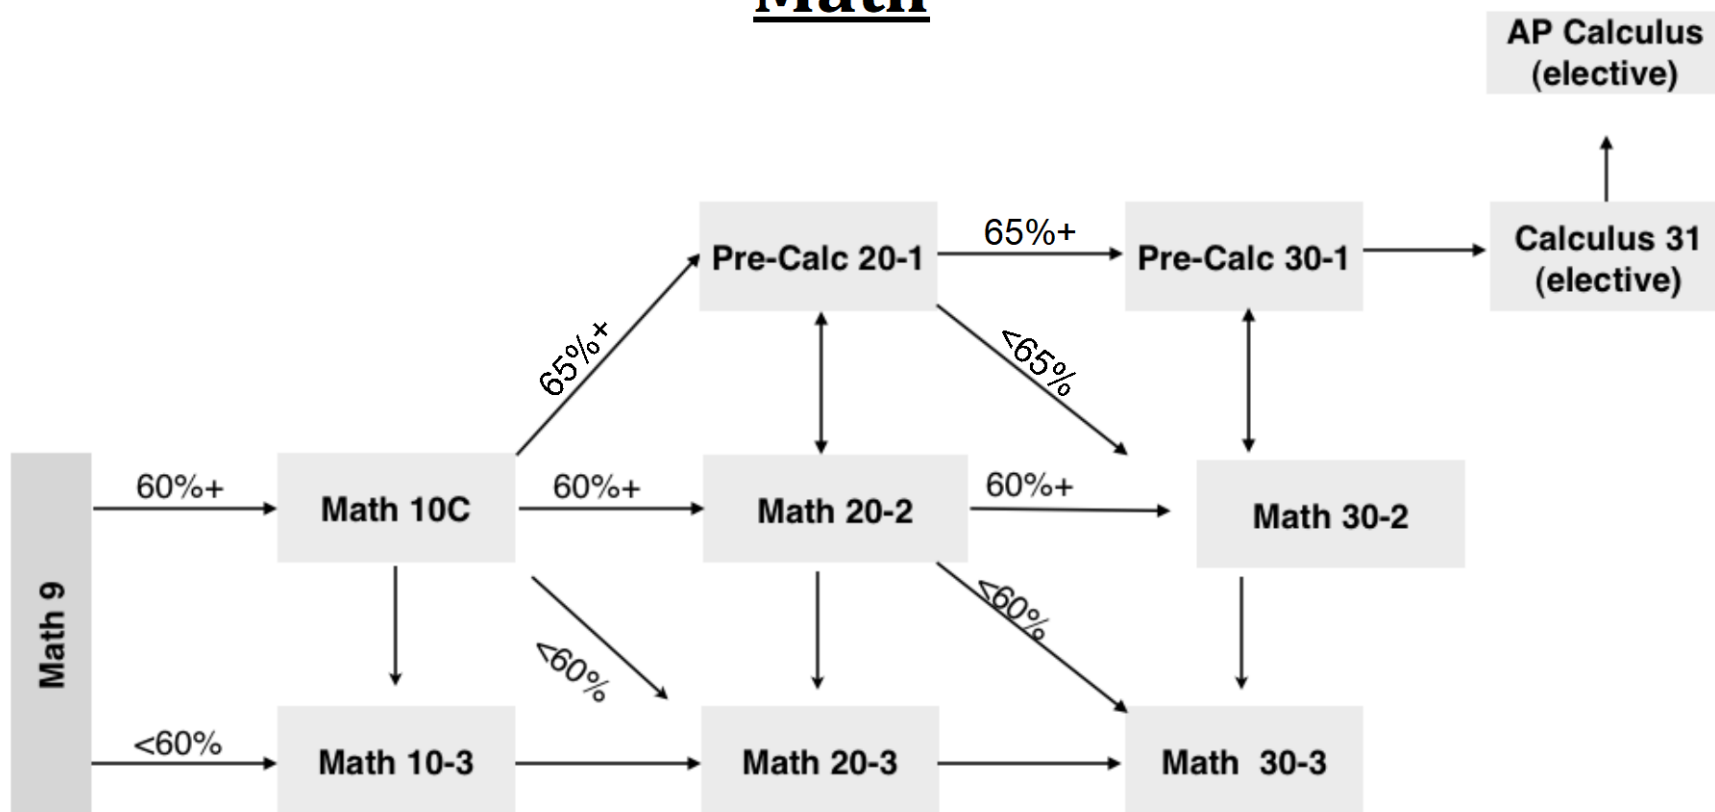 Math
AP Calculus
(elective)
65%+
Pre-Calc 20-1
Pre-Calc 30-1
Calculus 31
(elective)
65%+
<65%
60%+
Math 10C
60%+
Math 20-2
60%+
Math 30-2
Math 9
<60%
<60%
<60%
Math 10-3
Math 20-3
Math  30-3